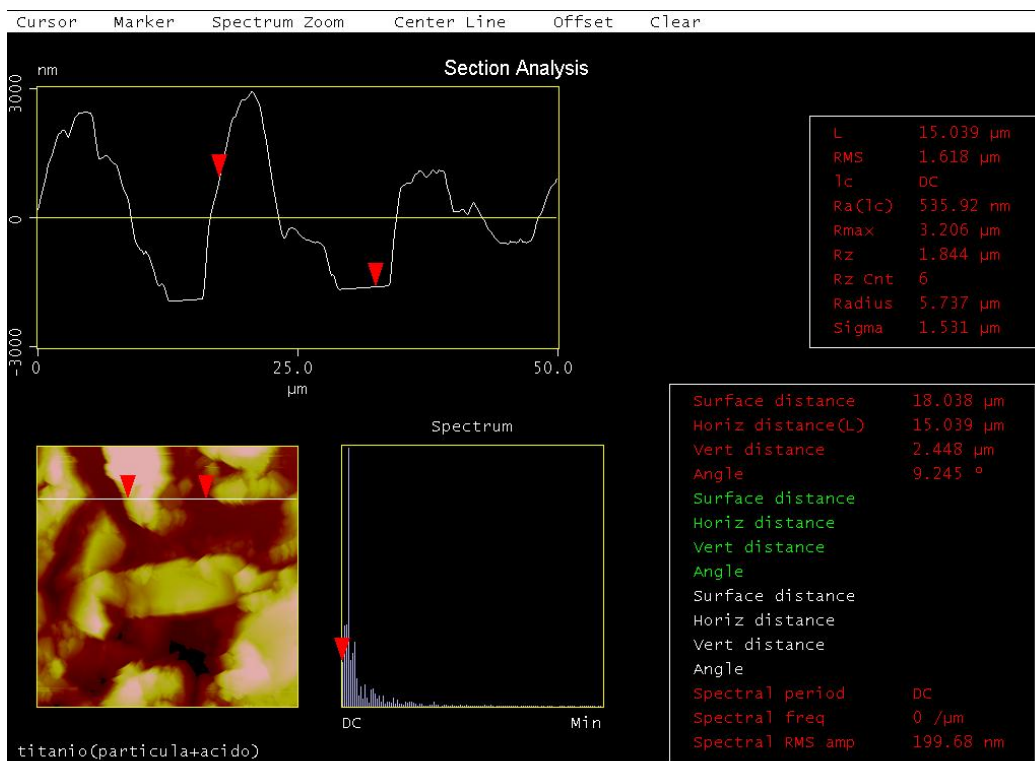 Cursor Marker Spectrum Zoom Center Line Offset Clear
Section Analysis
nm
3000
0
-3000
0 25.0 50.0
µm
L 15.039 µm
RMS 1.618 µm
lc DC
Ra(lc) 535.92 nm
Rmax 3.206 µm
Rz 1.844 µm
Rz Cnt 6
Radius 5.737 µm
Sigma 1.531 µm
Spectrum
DC Min
Surface distance 18.038 µm
Horiz distance(L) 15.039 µm
Vert distance 2.448 µm
Angle 9.245 °
Surface distance
Horiz distance
Vert distance
Angle
Surface distance
Horiz distance
Vert distance
Angle
Spectral period DC
Spectral freq 0 /µm
Spectral RMS amp 199.68 nm
titanio(particula+acido)